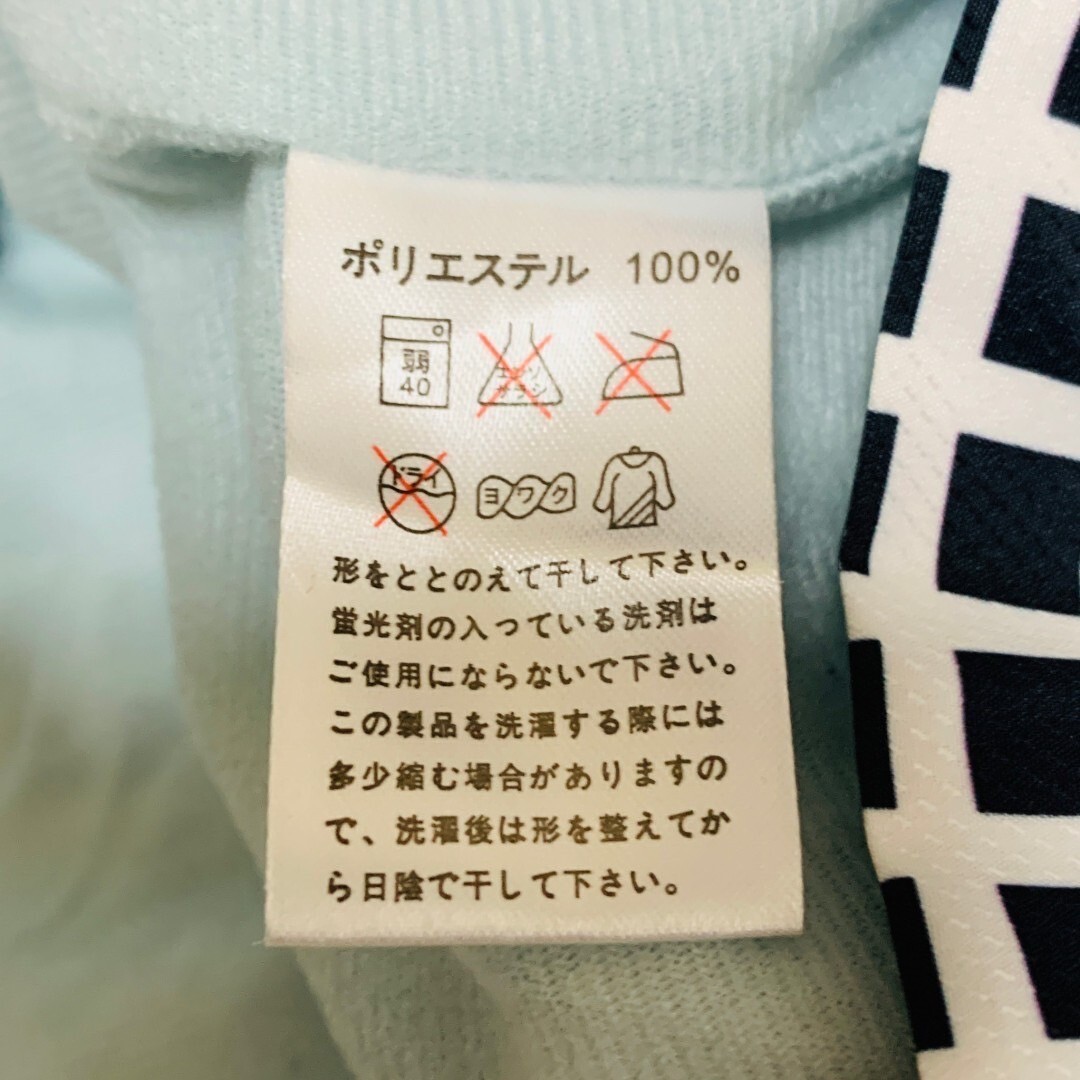 ポリエステル 100%
弱
40
エンソ
サラシ
ドライ
ヨワク
形をととのえて干して下さい。
蛍光剤の入っている洗剤は
ご使用にならないで下さい。
この製品を洗濯する際には
多少縮む場合がありますの
で、洗濯後は形を整えてか
ら日陰で干して下さい。